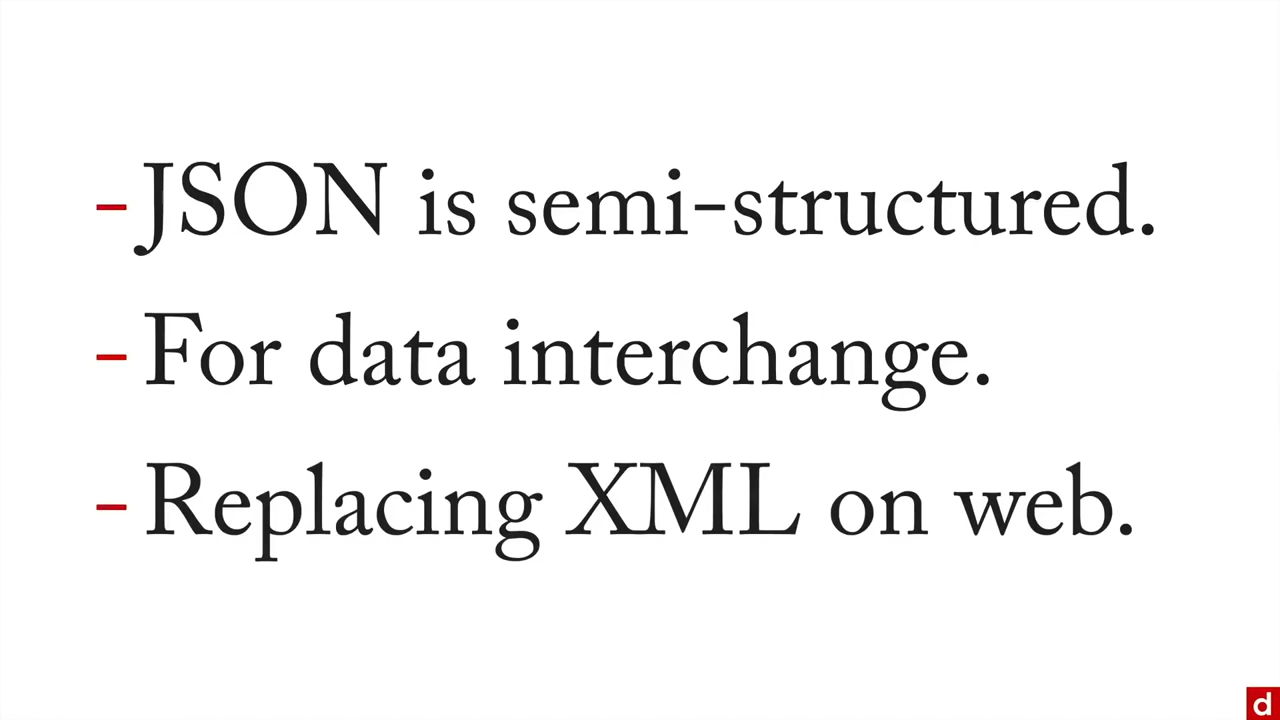 - JSON is semi-structured.
- For data interchange.
- Replacing XML on web.
d